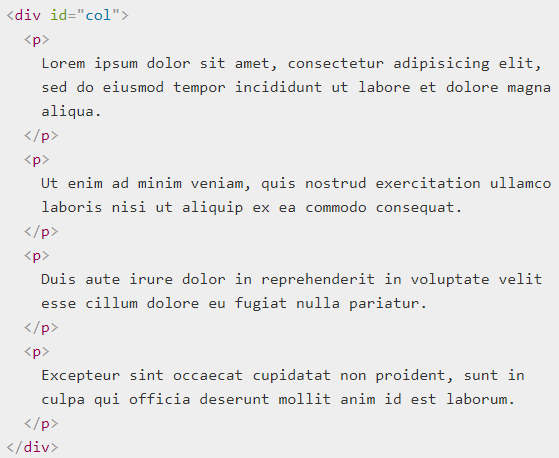 <div id="col">
  <p>
    Lorem ipsum dolor sit amet, consectetur adipisicing elit,
    sed do eiusmod tempor incididunt ut labore et dolore magna
    aliqua.
  </p>
  <p>
    Ut enim ad minim veniam, quis nostrud exercitation ullamco
    laboris nisi ut aliquip ex ea commodo consequat.
  </p>
  <p>
    Duis aute irure dolor in reprehenderit in voluptate velit
    esse cillum dolore eu fugiat nulla pariatur.
  </p>
  <p>
    Excepteur sint occaecat cupidatat non proident, sunt in
    culpa qui officia deserunt mollit anim id est laborum.
  </p>
</div>